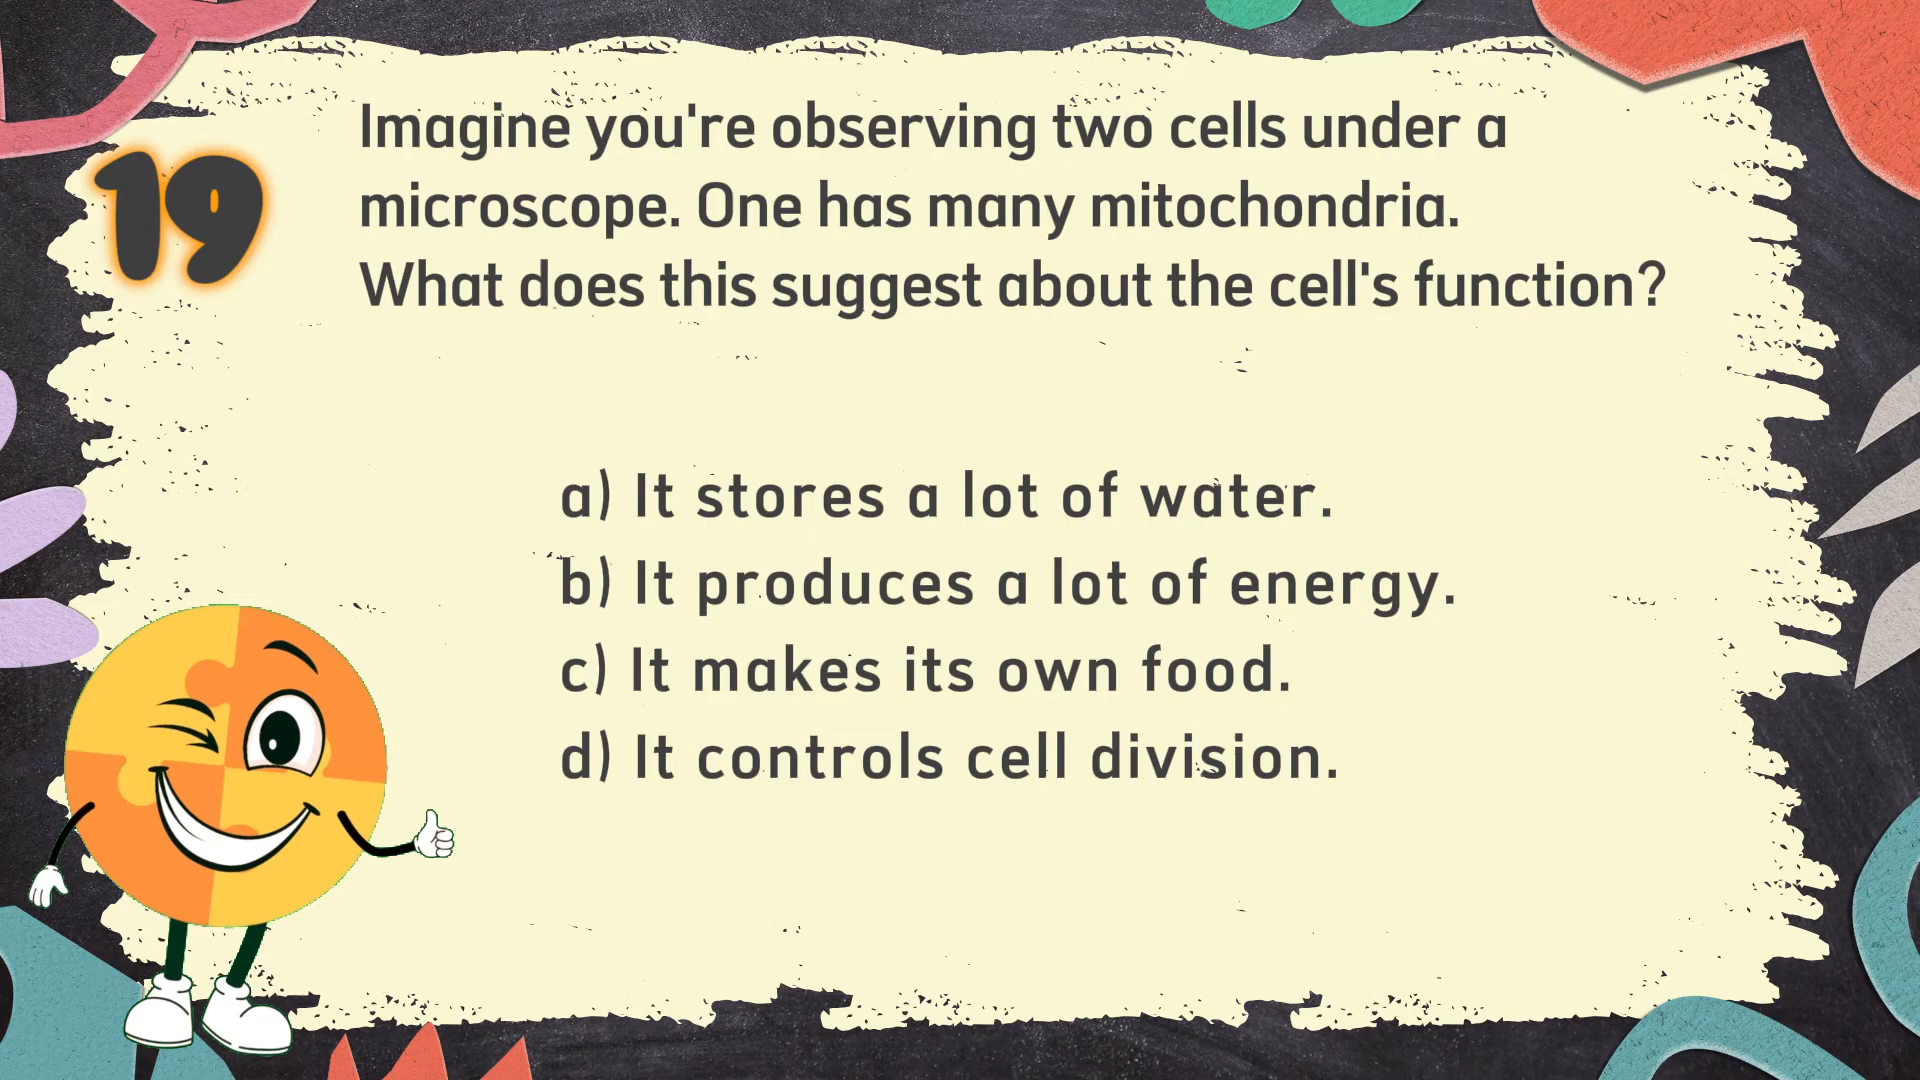 19
Imagine you're observing two cells under a
microscope. One has many mitochondria.
What does this suggest about the cell's function?
a) It stores a lot of water.
b) It produces a lot of energy.
c) It makes its own food.
d) It controls cell division.